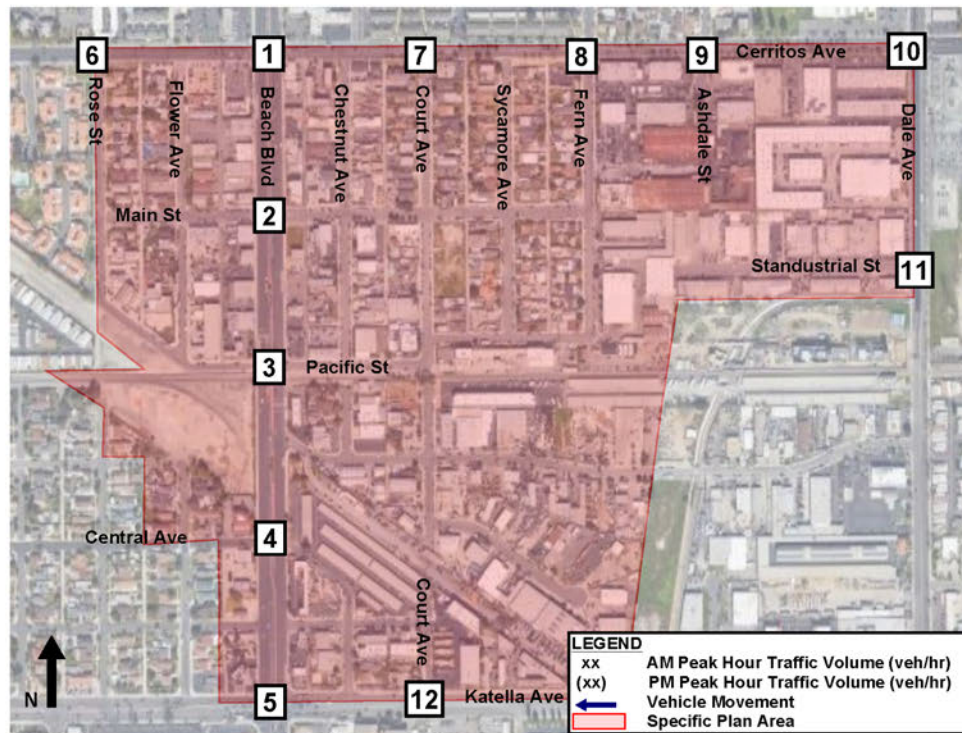 6
1
7
8
9
Cerritos Ave
10
Rose St
Flower Ave
Beach Blvd
Chestnut Ave
Court Ave
Sycamore Ave
Fern Ave
Ashdale St
Dale Ave
Main St
2
Standustrial St
11
3
Pacific St
Central Ave
4
Court Ave
N
5
12
Katella Ave
LEGEND
xx AM Peak Hour Traffic Volume (veh/hr)
(xx) PM Peak Hour Traffic Volume (veh/hr)
Vehicle Movement
Specific Plan Area